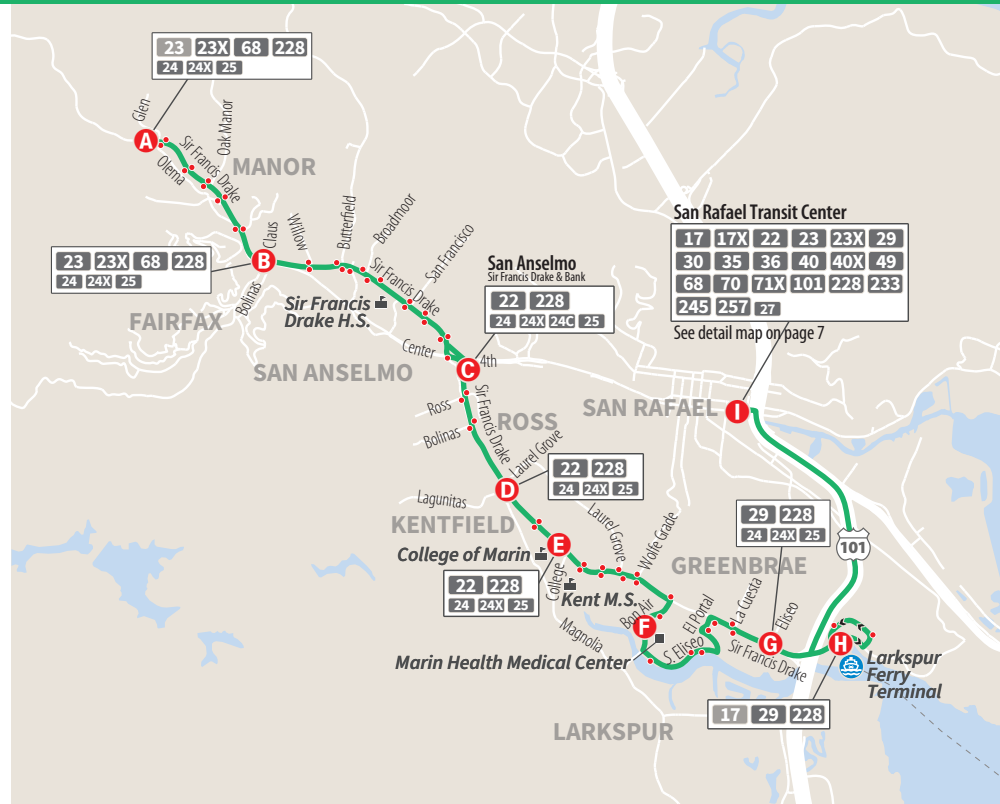 23 23X 68 228
24 24X 25
Glen
A
Sir Francis Drake
Oak Manor
Olema
MANOR
23 23X 68 228
24 24X 25
B
Claus
Bolinas
FAIRFAX
Willow
Butterfield
Broadmoor
Sir Francis Drake
San Francisco
Sir Francis
Drake H.S.
San Anselmo
Sir Francis Drake & Bank
22 228
24 24X 24C 25
Center
C
4th
SAN ANSELMO
San Rafael Transit Center
17 17X 22 23 23X 29
30 35 36 40 40X 49
68 70 71X 101 228 233
245 257 27
See detail map on page 7
SAN RAFAEL
I
Ross
Bolinas
Sir Francis Drake
ROSS
Laurel Grove
D
22 228
24 24X 25
Lagunitas
KENTFIELD
College of Marin
E
College
22 228
24 24X 25
Kent M.S.
Laurel Grove
Wolfe Grade
GREENBRAE
29 228
24 24X 25
101
Magnolia
Bon Air
F
Marin Health Medical Center
S. Eliseo
El Portal
La Cuesta
Eliseo
Sir Francis Drake
G
H
Larkspur
Ferry
Terminal
17 29 228
LARKSPUR